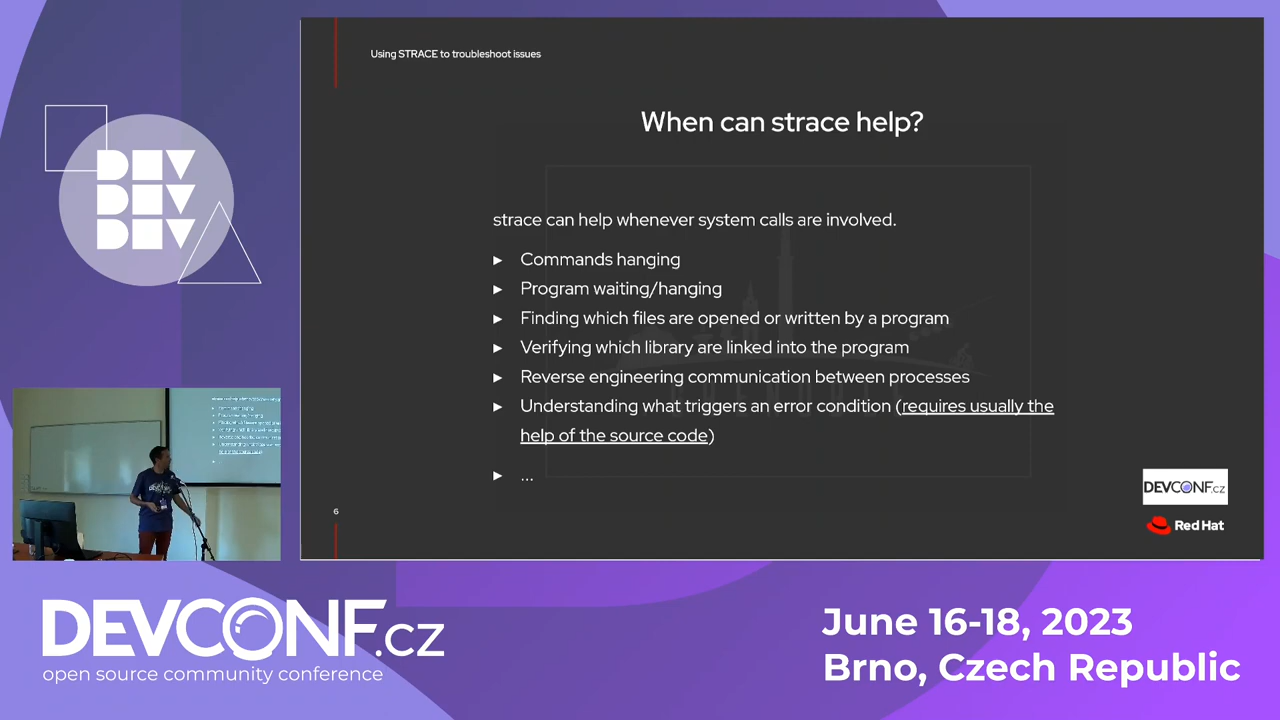 Using STRACE to troubleshoot issues
When can strace help?
strace can help whenever system calls are involved.
► Commands hanging
► Program waiting/hanging
► Finding which files are opened or written by a program
► Verifying which library are linked into the program
► Reverse engineering communication between processes
► Understanding what triggers an error condition (requires usually the
help of the source code)
► ...
6
DEVCONF.cz
Red Hat
DEV
DEV
DEV
DEVCONF.cz
open source community conference
June 16-18, 2023
Brno, Czech Republic